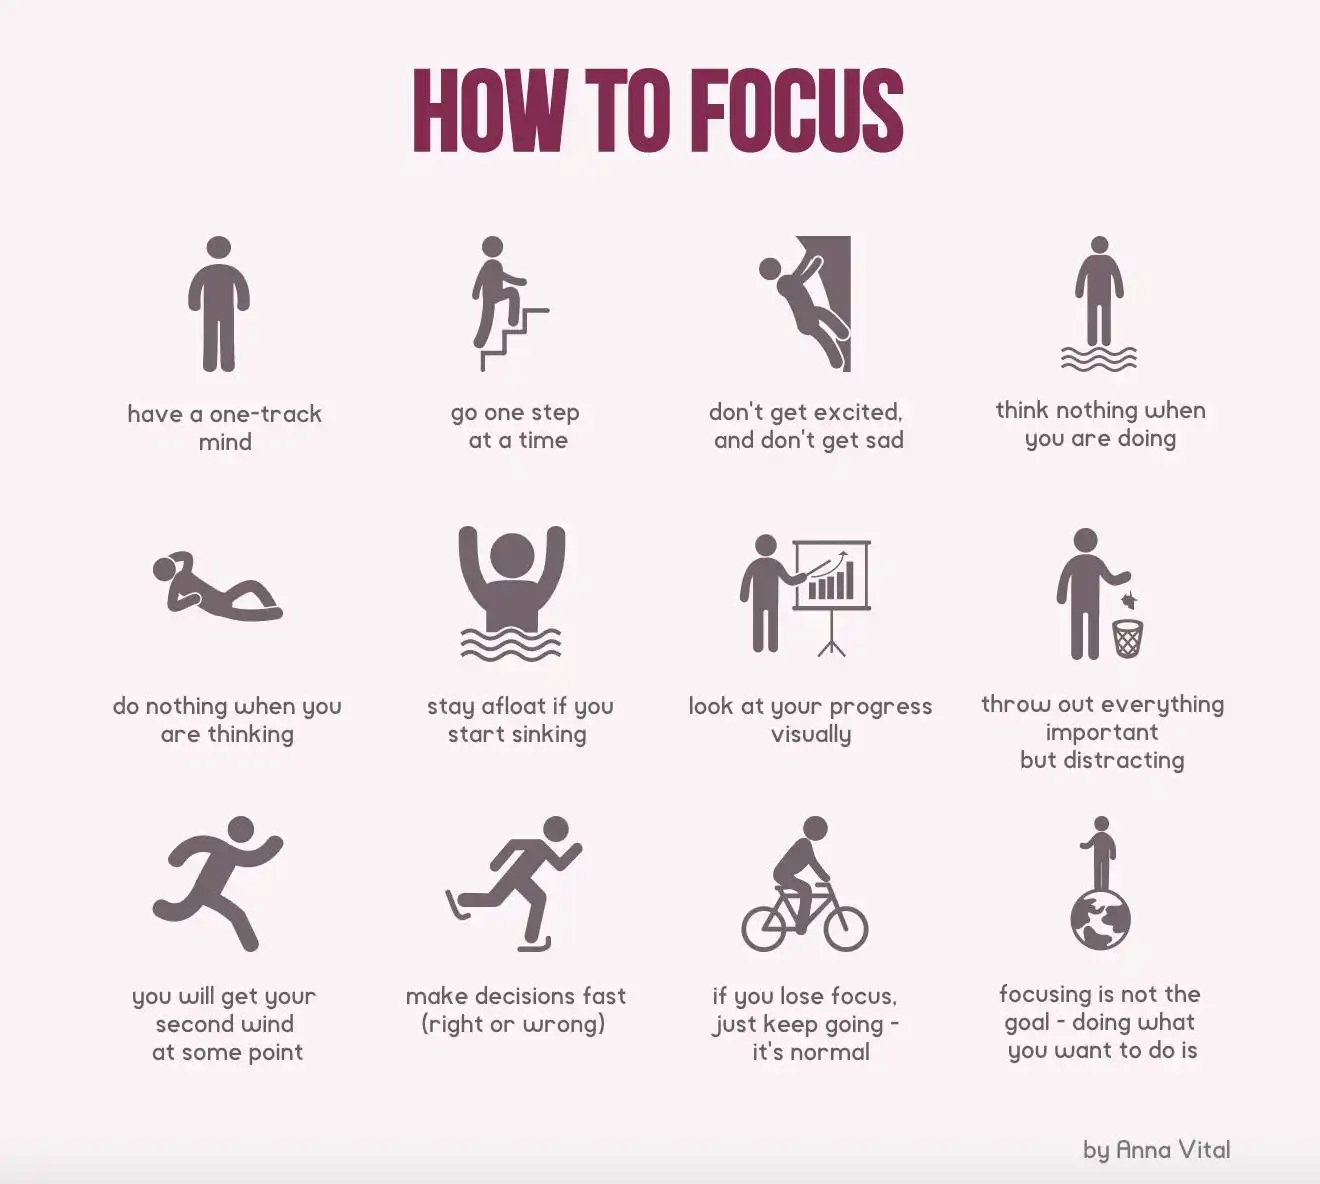 HOW TO FOCUS
have a one-track
mind
go one step
at a time
don't get excited,
and don't get sad
think nothing when
you are doing
do nothing when you
are thinking
stay afloat if you
start sinking
look at your progress
visually
throw out everything
important
but distracting
you will get your
second wind
at some point
make decisions fast
(right or wrong)
if you lose focus,
just keep going -
it's normal
focusing is not the
goal - doing what
you want to do is
by Anna Vital